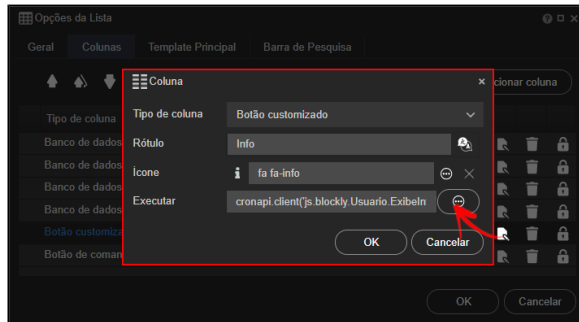 Opções da Lista
Geral Colunas Template Principal Barra de Pesquisa
Coluna
cionar coluna
Tipo de coluna
Tipo de coluna Botão customizado
Banco de dados
Rótulo Info
Banco de dados
Ícone fa fa-info
Banco de dados
Banco de dados
Executar cronapi.client('js.blockly.Usuario.ExibeIn
Botão customiza
OK Cancelar
Botão de coman
OK Cancelar